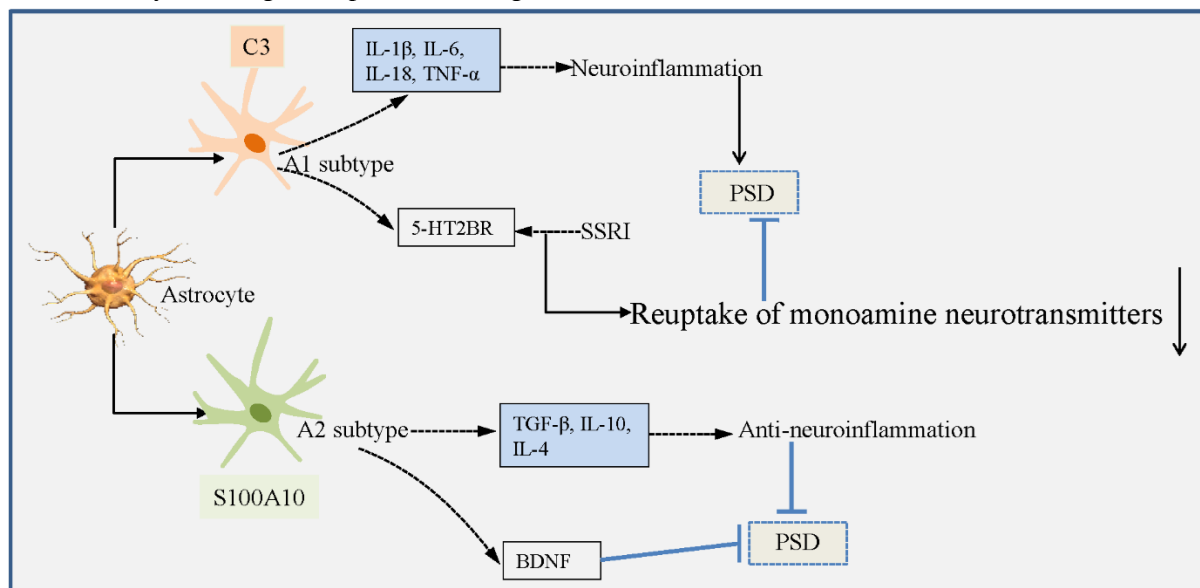 C3
IL-1β, IL-6,
IL-18, TNF-α
Neuroinflammation
A1 subtype
PSD
5-HT2BR
SSRI
Astrocyte
Reuptake of monoamine neurotransmitters
A2 subtype
TGF-β, IL-10,
IL-4
Anti-neuroinflammation
S100A10
BDNF
PSD